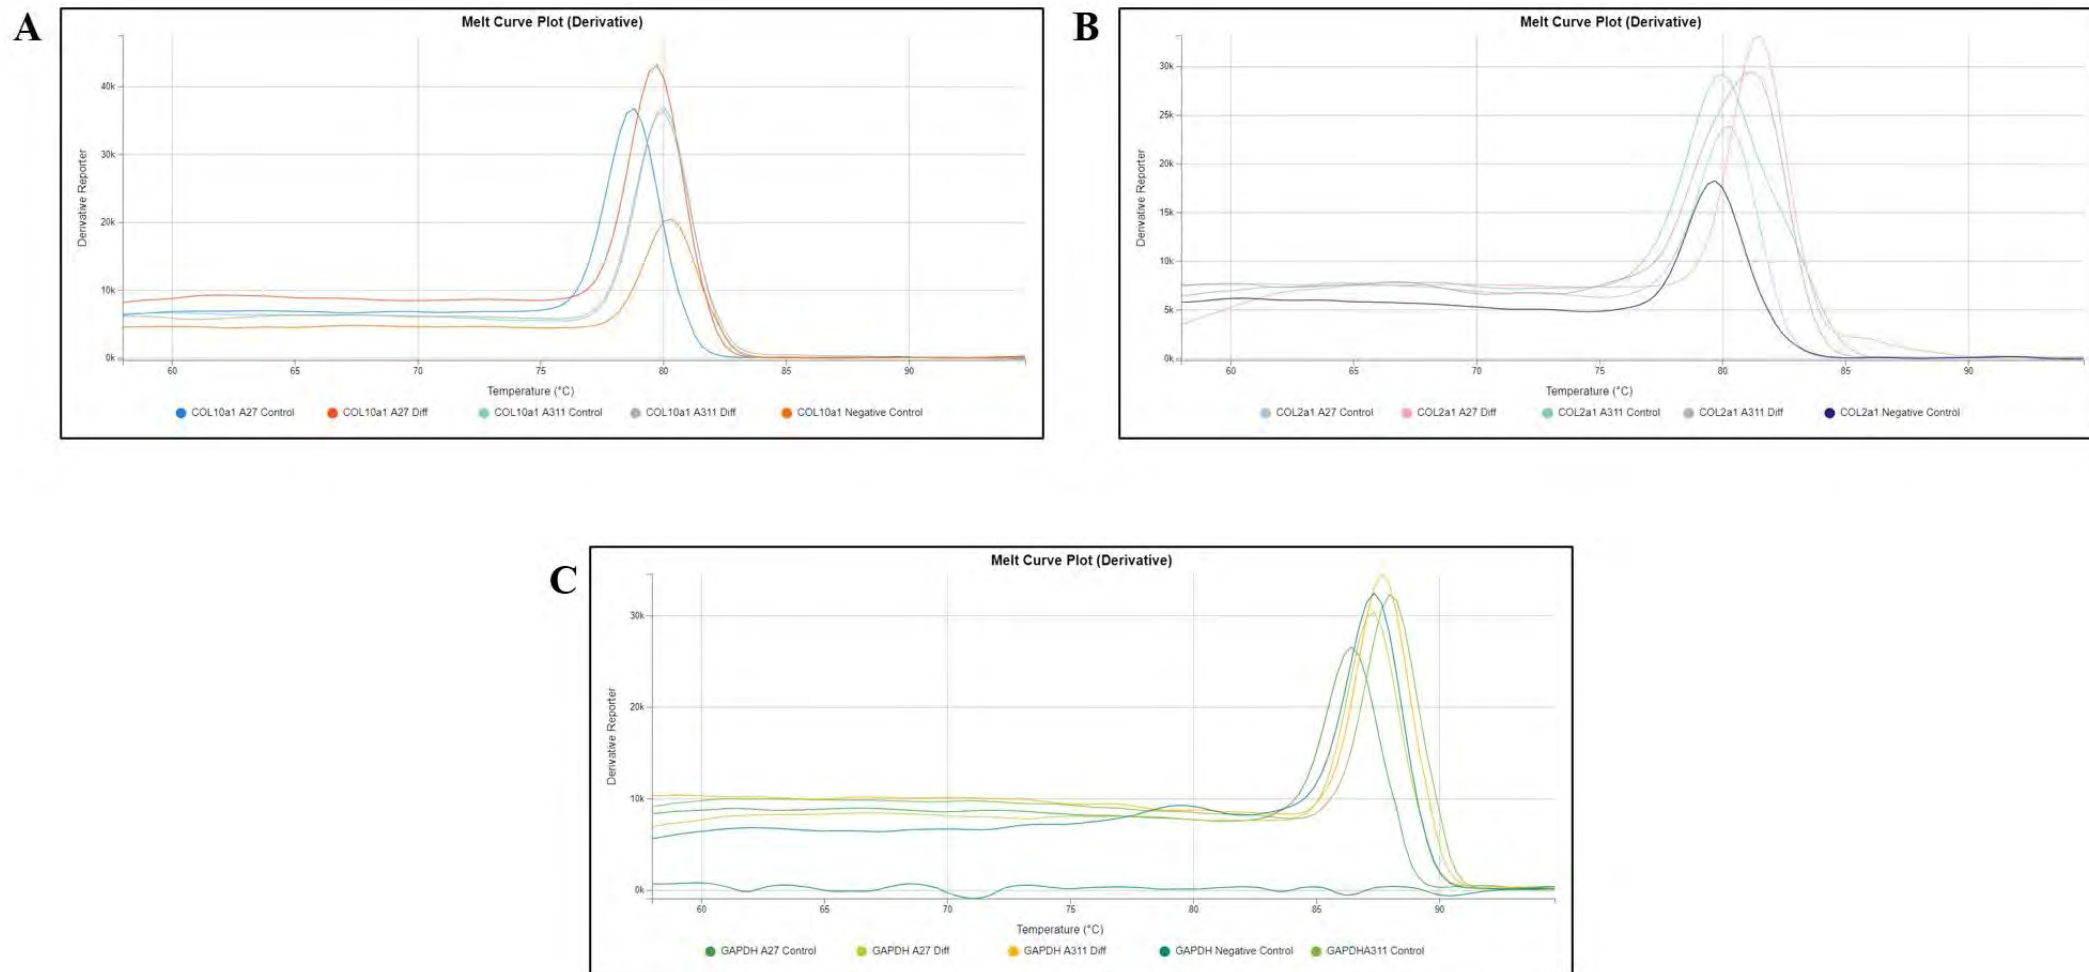 A
Melt Curve Plot (Derivative)
40k
30k
20k
10k
0k
Derivative Reporter
60 65 70 75 80 85 90
Temperature (°C)
COL10a1 A27 Control COL10a1 A27 Diff COL10a1 A311 Control COL10a1 A311 Diff COL10a1 Negative Control
B
Melt Curve Plot (Derivative)
30k
25k
20k
15k
10k
5k
0k
Derivative Reporter
60 65 70 75 80 85 90
Temperature (°C)
COL2a1 A27 Control COL2a1 A27 Diff COL2a1 A311 Control COL2a1 A311 Diff COL2a1 Negative Control
C
Melt Curve Plot (Derivative)
30k
20k
10k
0k
Derivative Reporter
60 65 70 75 80 85 90
Temperature (°C)
GAPDH A27 Control GAPDH A27 Diff GAPDH A311 Diff GAPDH Negative Control GAPDHA311 Control